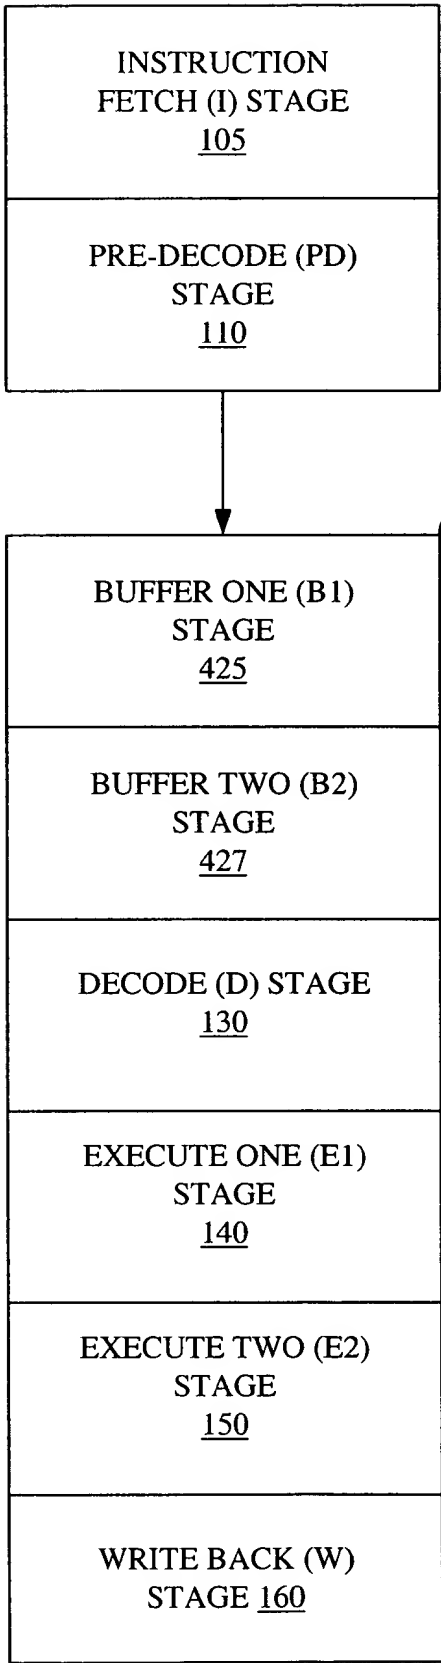 INSTRUCTION
FETCH (I) STAGE
105
PRE-DECODE (PD)
STAGE
110
BUFFER ONE (B1)
STAGE
425
BUFFER TWO (B2)
STAGE
427
DECODE (D) STAGE
130
EXECUTE ONE (E1)
STAGE
140
EXECUTE TWO (E2)
STAGE
150
WRITE BACK (W)
STAGE 160